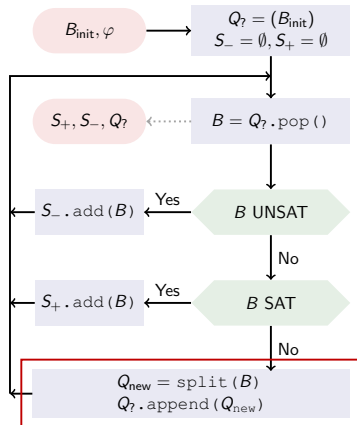 B_init, φ
Q_? = (B_init)
S_− = ∅, S_+ = ∅
S_+, S_−, Q_?
B = Q_?.pop()
S_−.add(B)
Yes
B UNSAT
No
S_+.add(B)
Yes
B SAT
No
Q_new = split(B)
Q_?.append(Q_new)